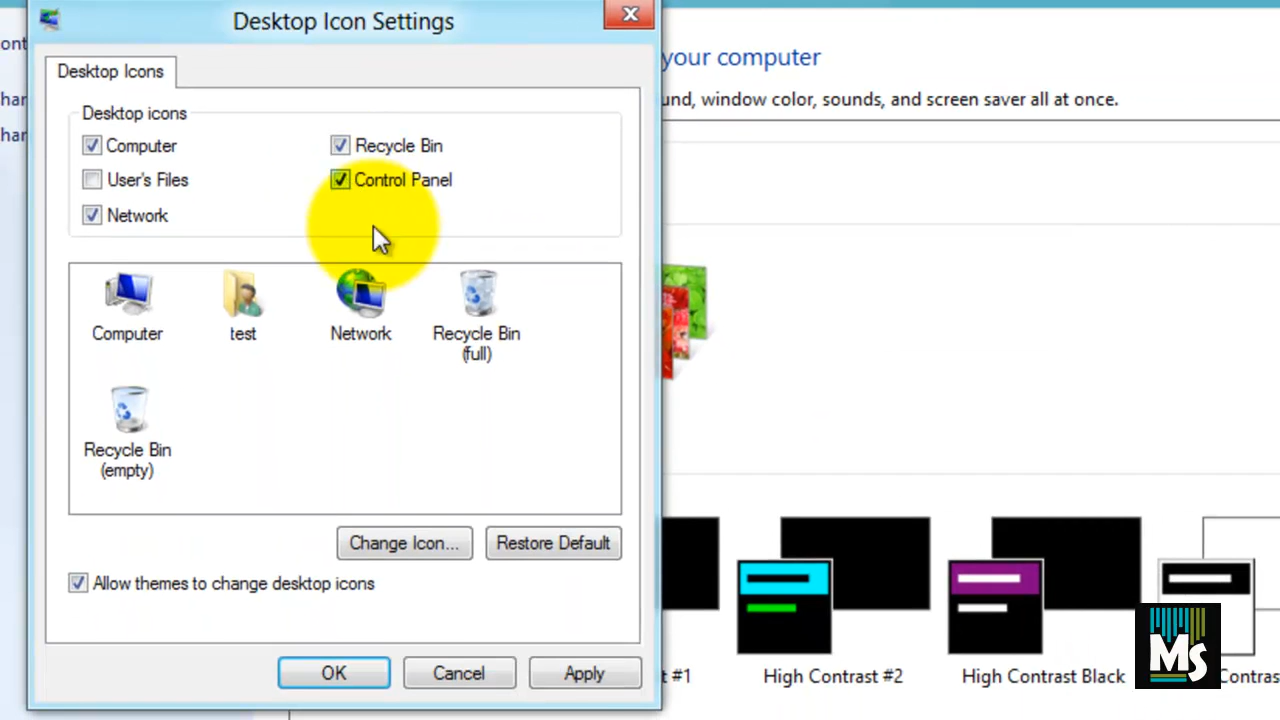 Desktop Icon Settings
ont
your computer
Desktop Icons
har
und, window color, sounds, and screen saver all at once.
Desktop icons
har
Computer
Recycle Bin
User's Files
Control Panel
Network
Computer
test
Network
Recycle Bin
(full)
Recycle Bin
(empty)
Change Icon...
Restore Default
Allow themes to change desktop icons
OK
Cancel
Apply
t #1
High Contrast #2
High Contrast Black
Contras
MS